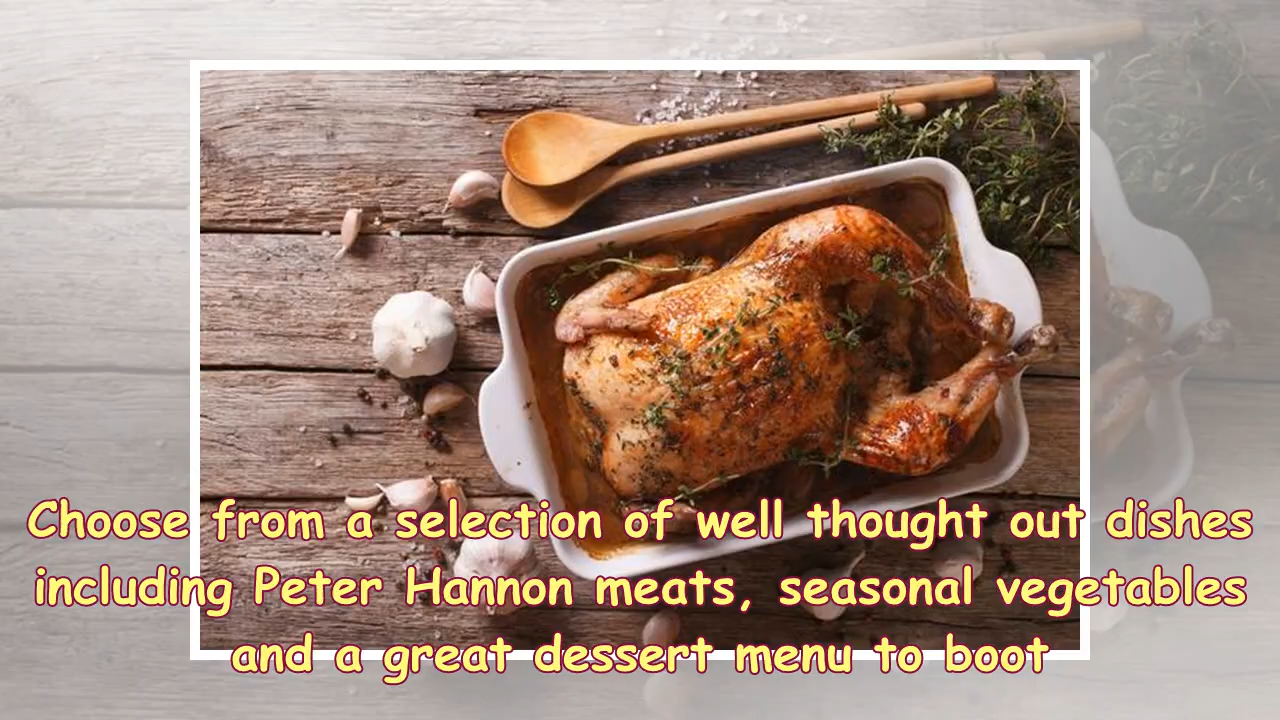 Choose from a selection of well thought out dishes
including Peter Hannon meats, seasonal vegetables
and a great dessert menu to boot